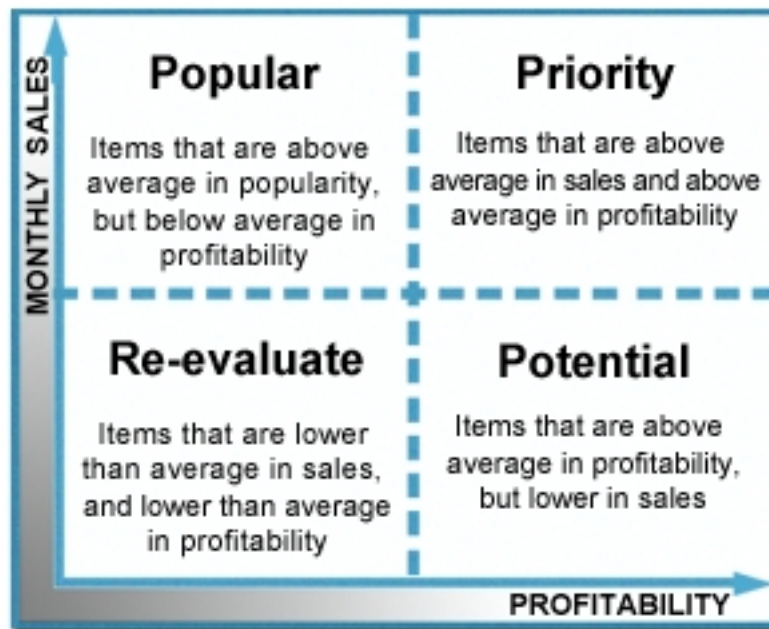 MONTHLY SALES
Popular
Items that are above
average in popularity,
but below average in
profitability
Priority
Items that are above
average in sales and above
average in profitability
Re-evaluate
Items that are lower
than average in sales,
and lower than average
in profitability
Potential
Items that are above
average in profitability,
but lower in sales
PROFITABILITY